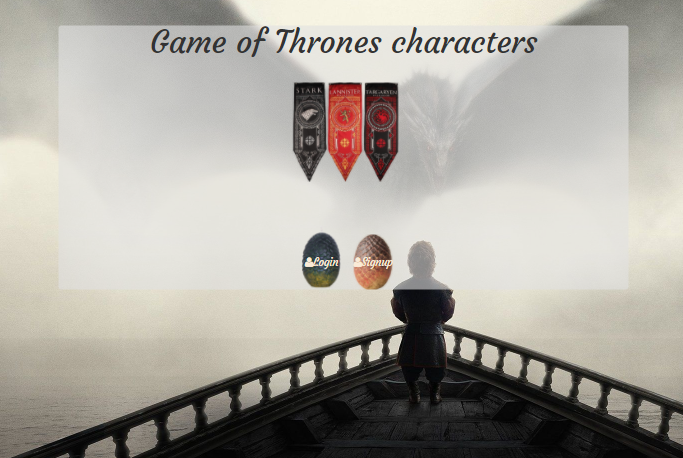 Game of Thrones characters
STARK LANNISTER TARGARYEN
Login Signup